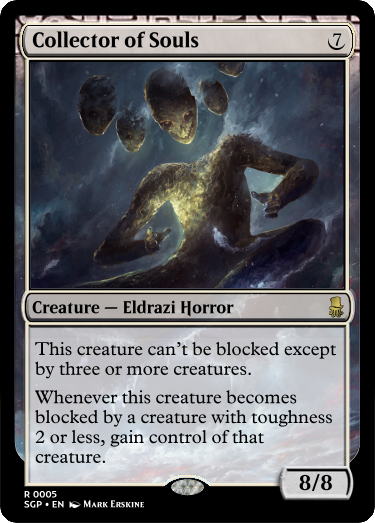 Collector of Souls 7
Creature — Eldrazi Horror
This creature can't be blocked except
by three or more creatures.
Whenever this creature becomes
blocked by a creature with toughness
2 or less, gain control of that
creature.
8/8
R 0005
SGP • EN Mark Erskine